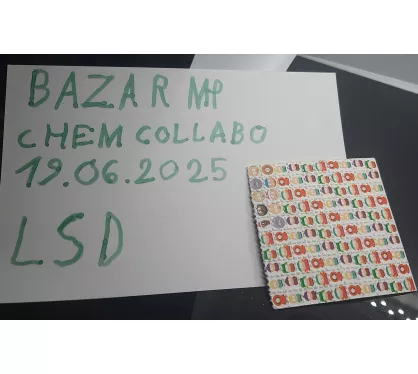 BAZAR MP
CHEM COLLABO
19.06.2025
LSD